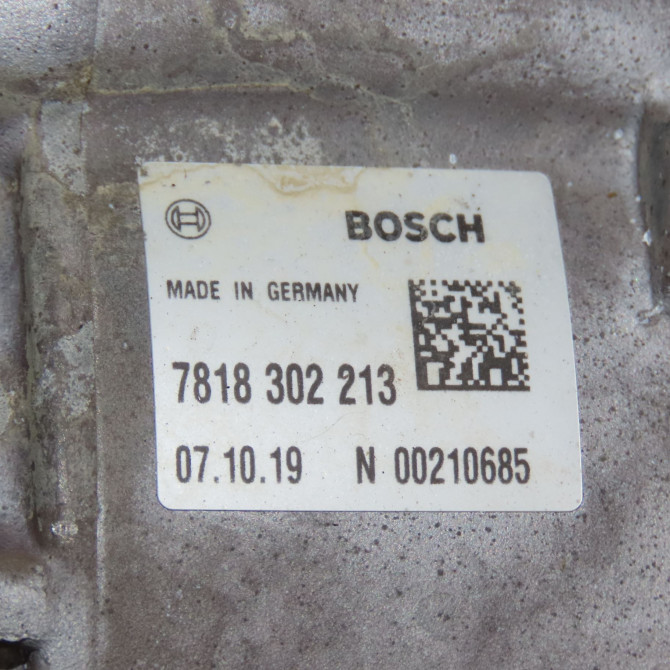 BOSCH
MADE IN GERMANY
7818 302 213
07.10.19 N 00210685